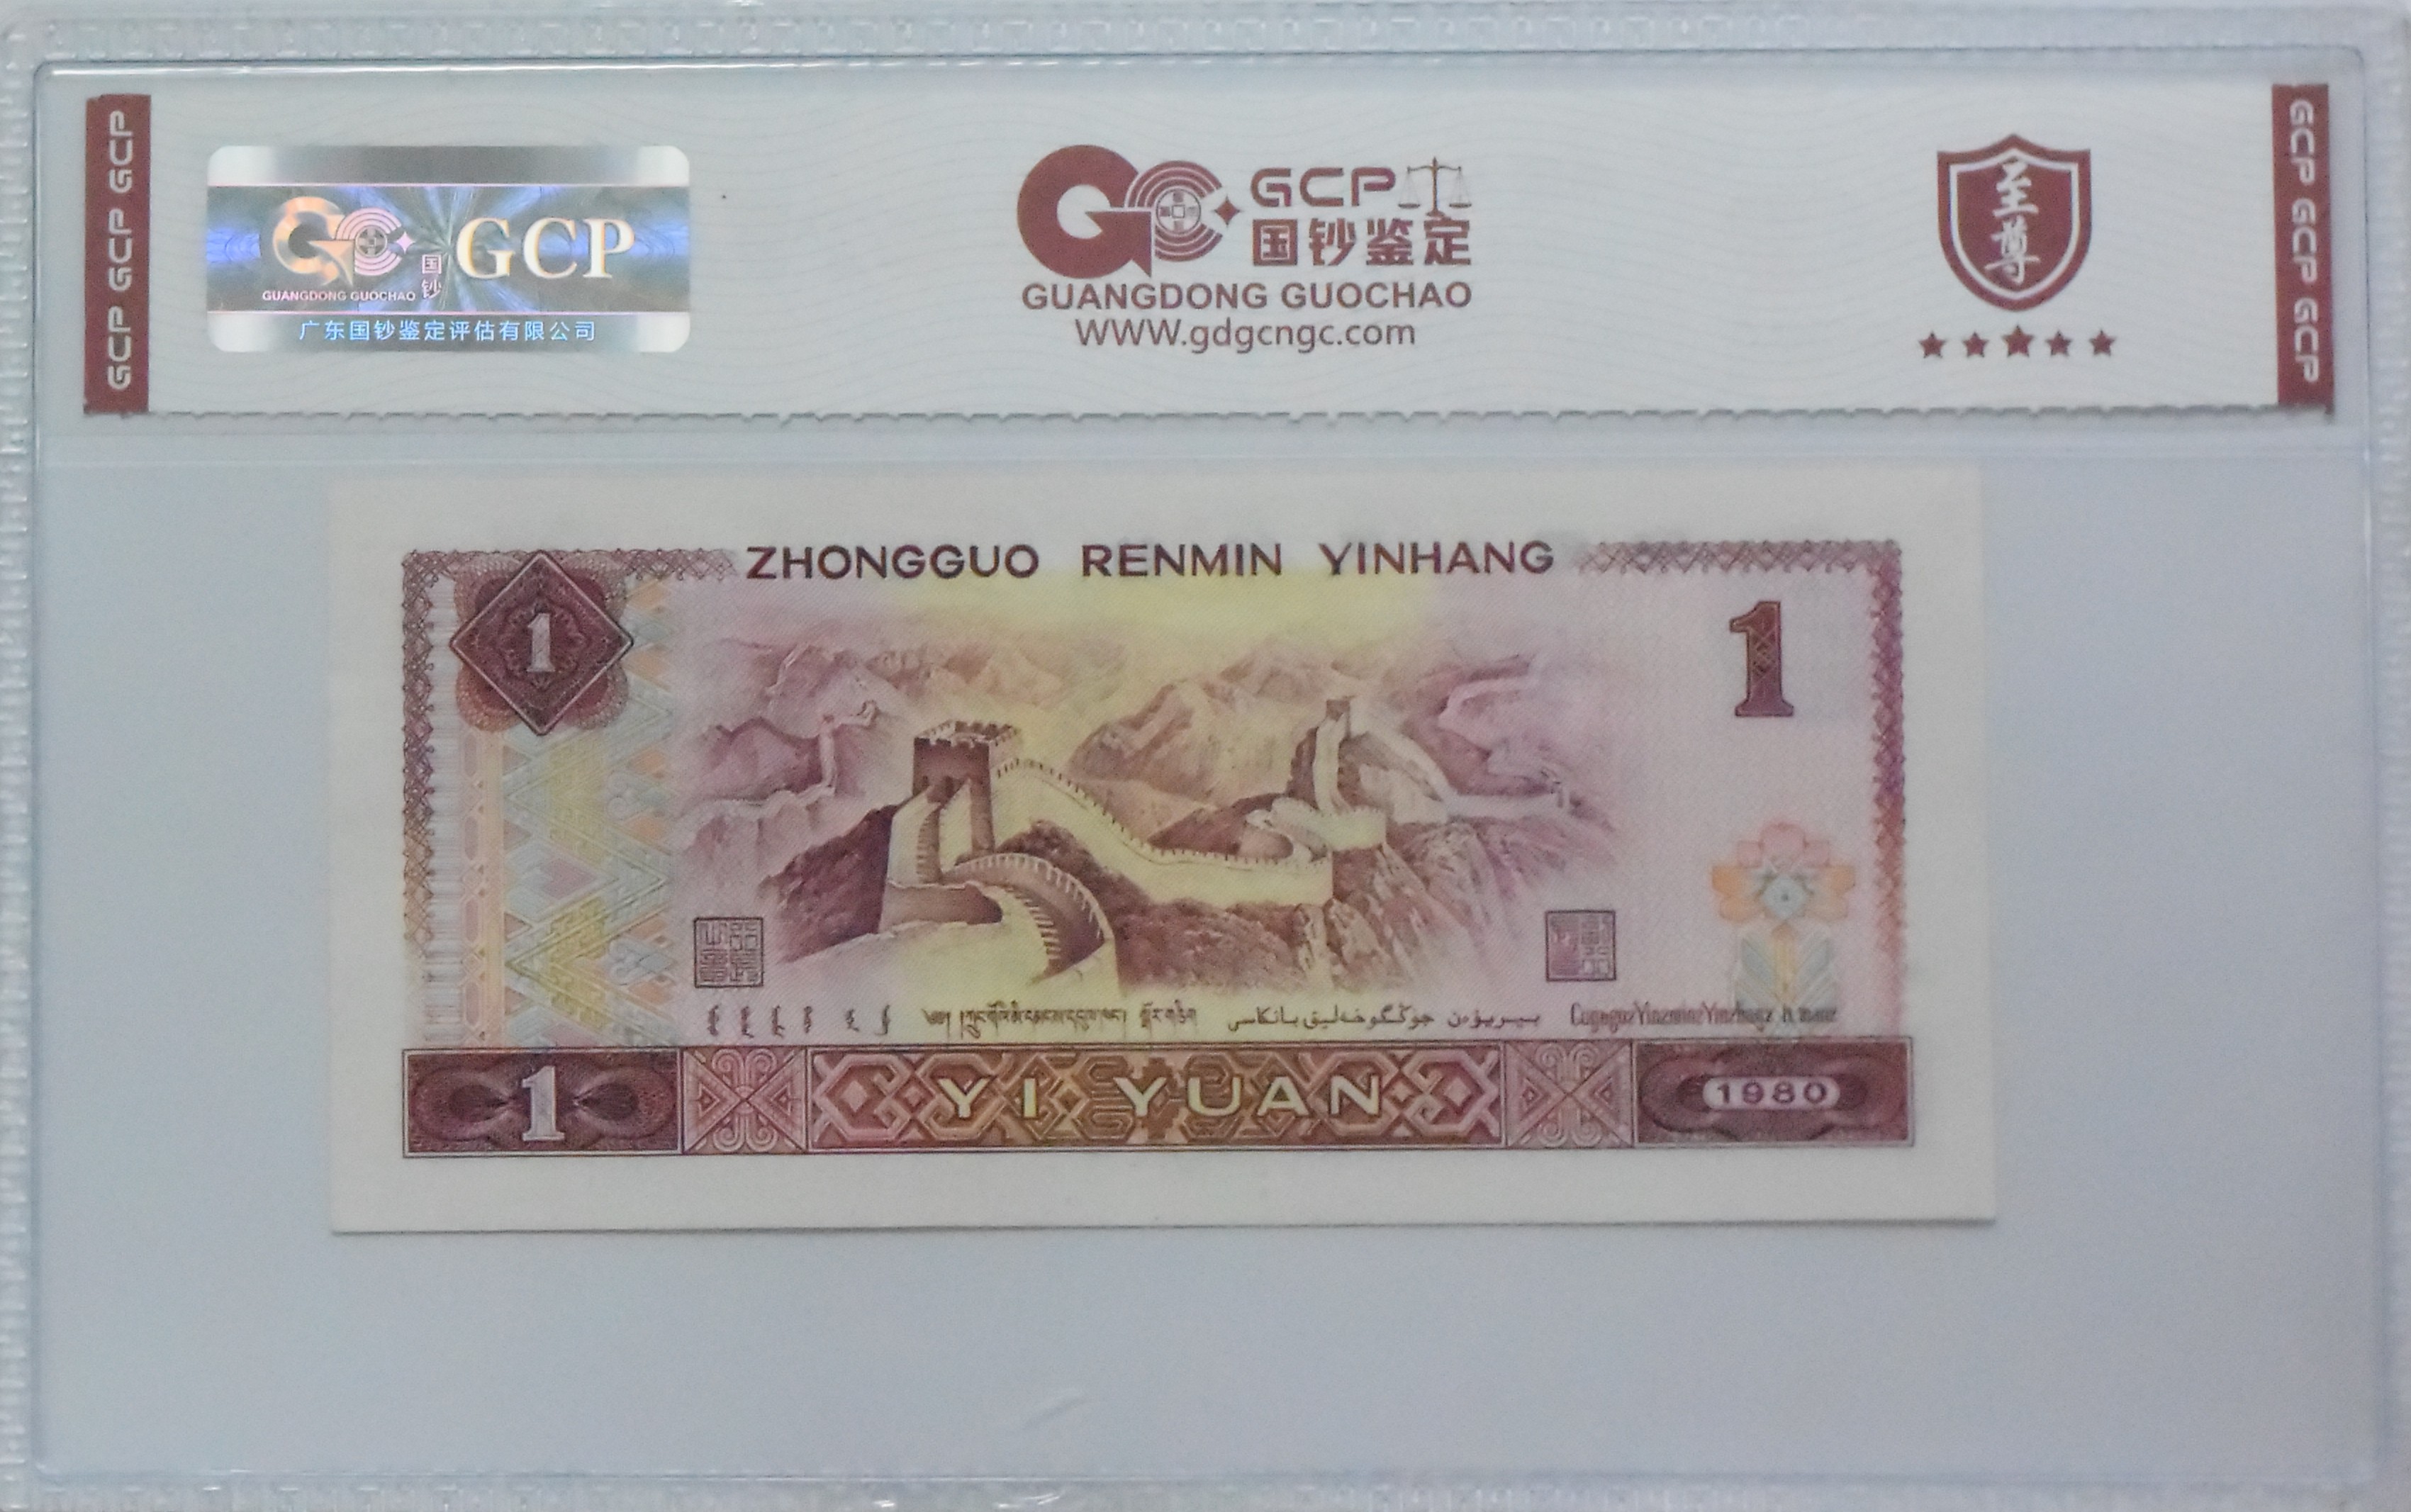 GCP GCP GCP
GCP
国钞
GUANGDONG GUOCHAO
广东国钞鉴定评估有限公司
GCP
国钞鉴定
GUANGDONG GUOCHAO
WWW.gdgcngc.com
至尊
GCP GCP GCP
ZHONGGUO RENMIN YINHANG
1
1
1
YI YUAN
1980